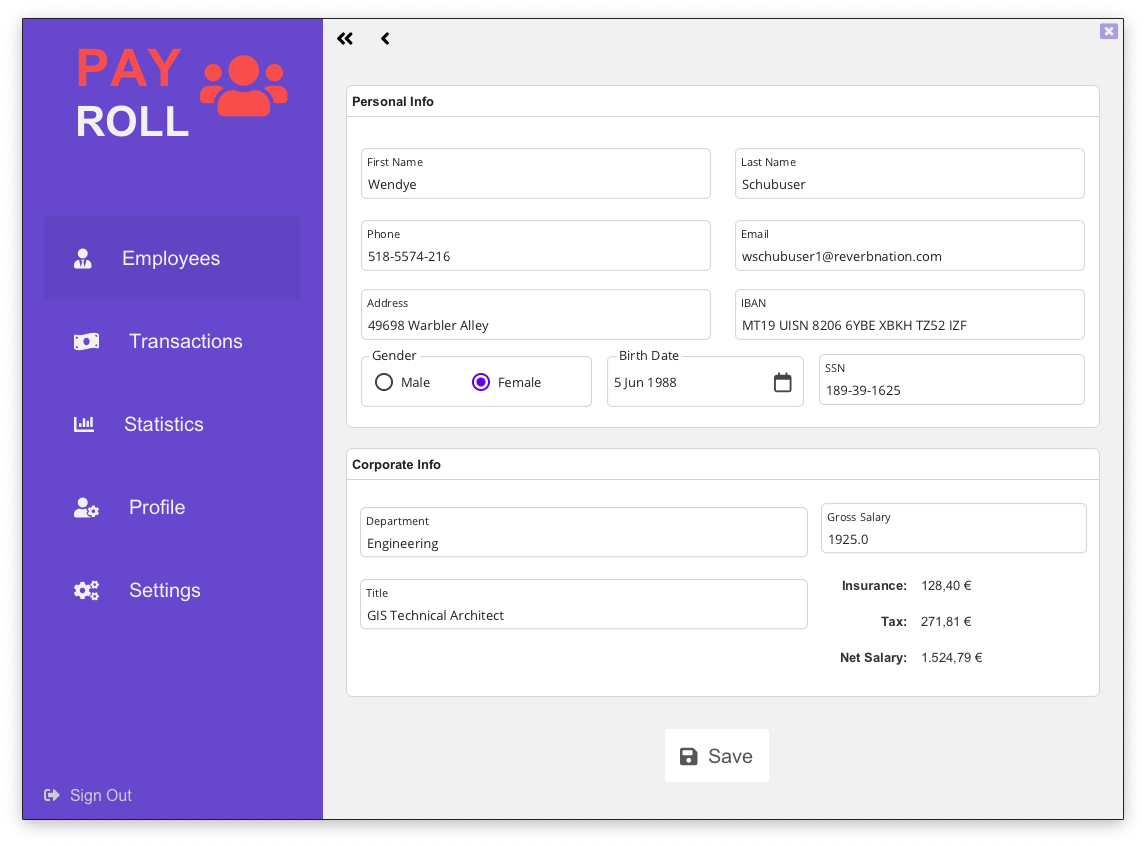 PAY
ROLL
Employees
Transactions
Statistics
Profile
Settings
Sign Out
Personal Info
First Name
Wendye
Last Name
Schubuser
Phone
518-5574-216
Email
wschubuser1@reverbnation.com
Address
49698 Warbler Alley
IBAN
MT19 UISN 8206 6YBE XBKH TZ52 IZF
Gender
Male
Female
Birth Date
5 Jun 1988
SSN
189-39-1625
Corporate Info
Department
Engineering
Gross Salary
1925.0
Title
GIS Technical Architect
Insurance: 128,40 €
Tax: 271,81 €
Net Salary: 1.524,79 €
Save